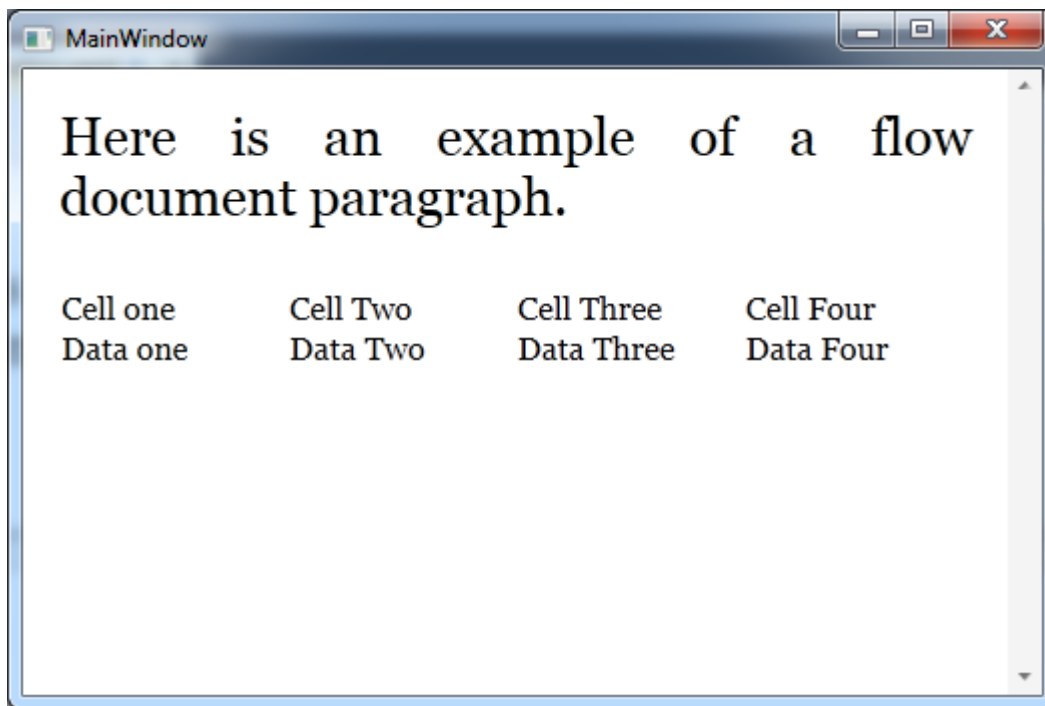 MainWindow
Here is an example of a flow
document paragraph.
Cell one Cell Two Cell Three Cell Four
Data one Data Two Data Three Data Four